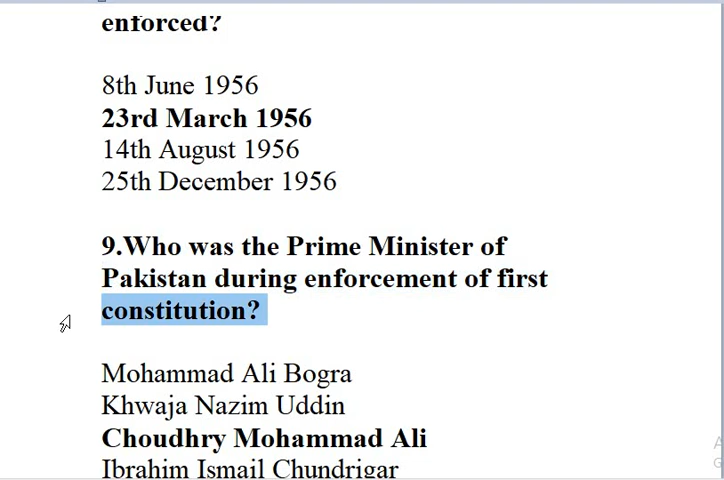 enforced?
8th June 1956
23rd March 1956
14th August 1956
25th December 1956
9.Who was the Prime Minister of
Pakistan during enforcement of first
constitution?
Mohammad Ali Bogra
Khwaja Nazim Uddin
Choudhry Mohammad Ali
Ibrahim Ismail Chundrigar